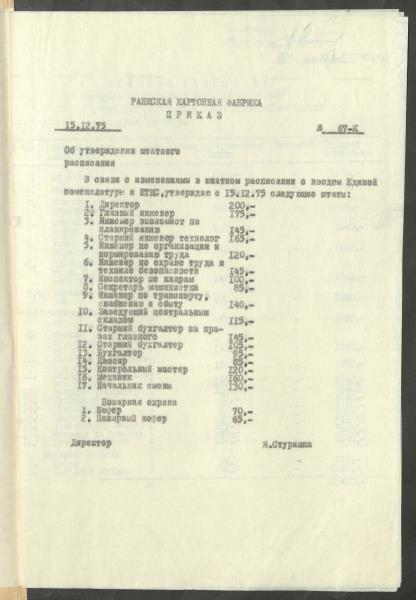 РАНКСКАЯ КАРТОННАЯ ФАБРИКА
ПРИКАЗ
15.12.75 № 67-К
Об утверждении штатного
расписания
В связи с изменениями в штатном расписании с вводом Единой
номенклатуры и ЕТКС, утверждаю с 15.12.75 следующие штаты:
1. Директор 200,-
2. Главный инженер 175,-
3. Инженер экономист по
планированию 145,-
4. Старший инженер технолог 165,-
5. Инженер по организации и
нормированию труда 120,-
6. Инженер по охране труда и
технике безопасности 145,-
7. Инспектор по кадрам 100,-
8. Секретарь машинистка 85,-
9. Инженер по транспорту,
снабжению и сбыту 140,-
10. Заведующий центральным
складом 115,-
11. Старший бухгалтер на пра-
вах главного 145,-
12. Старший бухгалтер 105,-
13. Бухгалтер 95,-
14. Кассир 85,-
15. Контрольный мастер 120,-
16. Механик 160,-
17. Начальник смены 130,-
Пожарная охрана
1. Шофер 70,-
2. Пожарный шофер 65,-
Директор Я.Стуришка